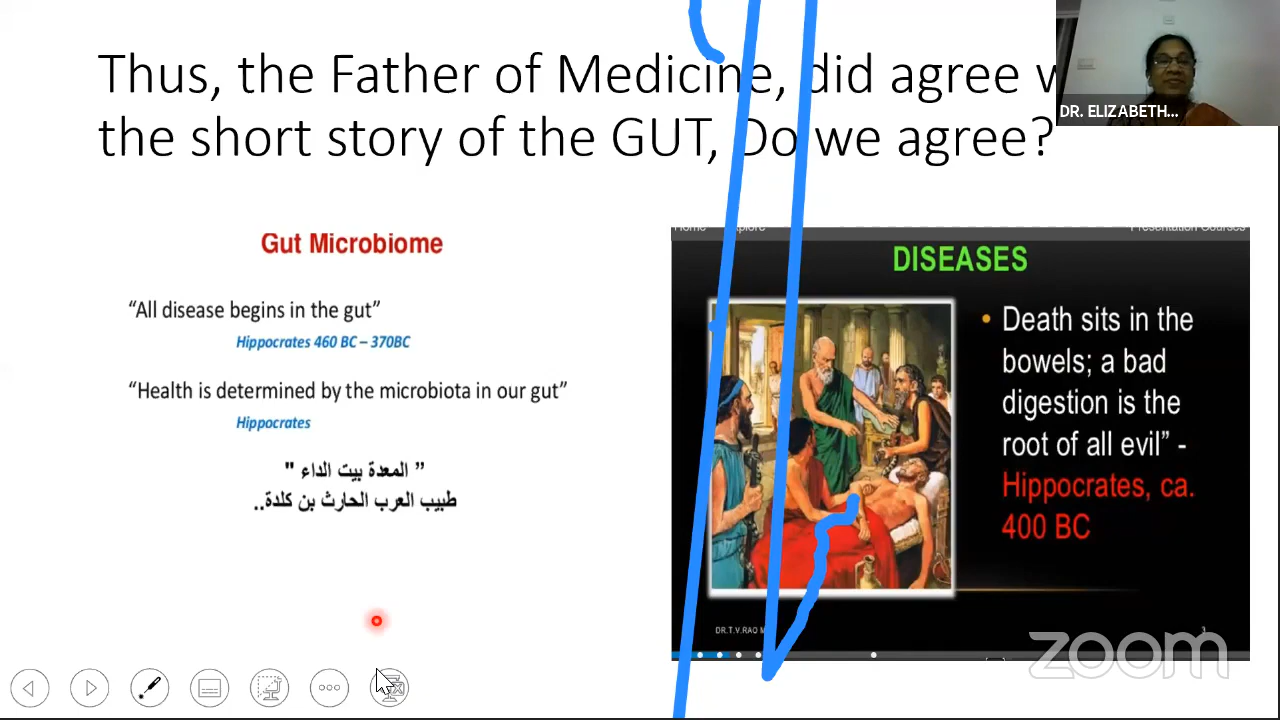 Thus, the Father of Medicine, did agree
the short story of the GUT, Do we agree?
DR. ELIZABETH...
Gut Microbiome
“All disease begins in the gut”
Hippocrates 460 BC – 370BC
“Health is determined by the microbiota in our gut”
Hippocrates
” المعدة بيت الداء "
طبيب العرب الحارث بن كلدة..
Home
Presentation Courses
DISEASES
• Death sits in the
bowels; a bad
digestion is the
root of all evil” -
Hippocrates, ca.
400 BC
DR.T.V.RAO
3
zoom